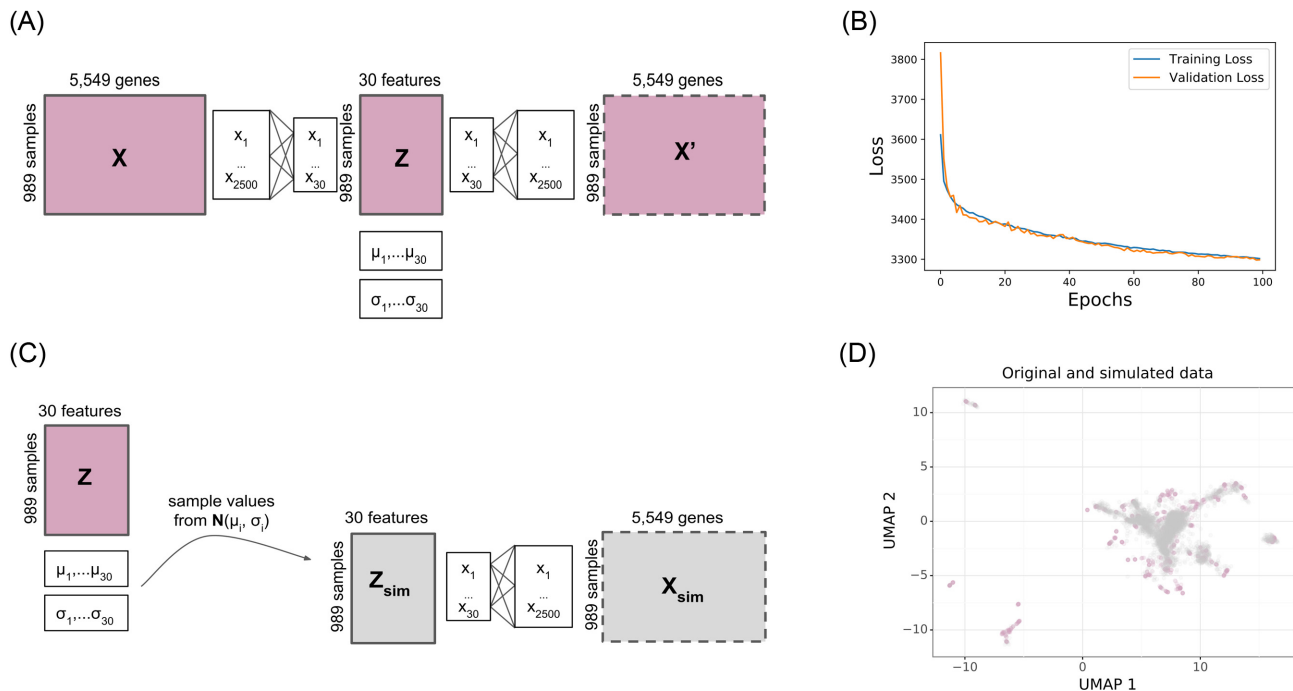 (A)
5,549 genes
30 features
5,549 genes
989 samples
X
x1
...
x2500
x1
...
x30
989 samples
Z
x1
...
x30
x1
...
x2500
989 samples
X'
μ1,...μ30
σ1,...σ30
(B)
Training Loss
Validation Loss
Loss
3800
3700
3600
3500
3400
3300
0
20
40
60
80
100
Epochs
(C)
30 features
989 samples
Z
μ1,...μ30
σ1,...σ30
sample values
from N(μi, σi)
30 features
989 samples
Zsim
x1
...
x30
x1
...
x2500
5,549 genes
989 samples
Xsim
(D)
Original and simulated data
UMAP 2
10
5
0
−5
−10
−10
0
10
UMAP 1